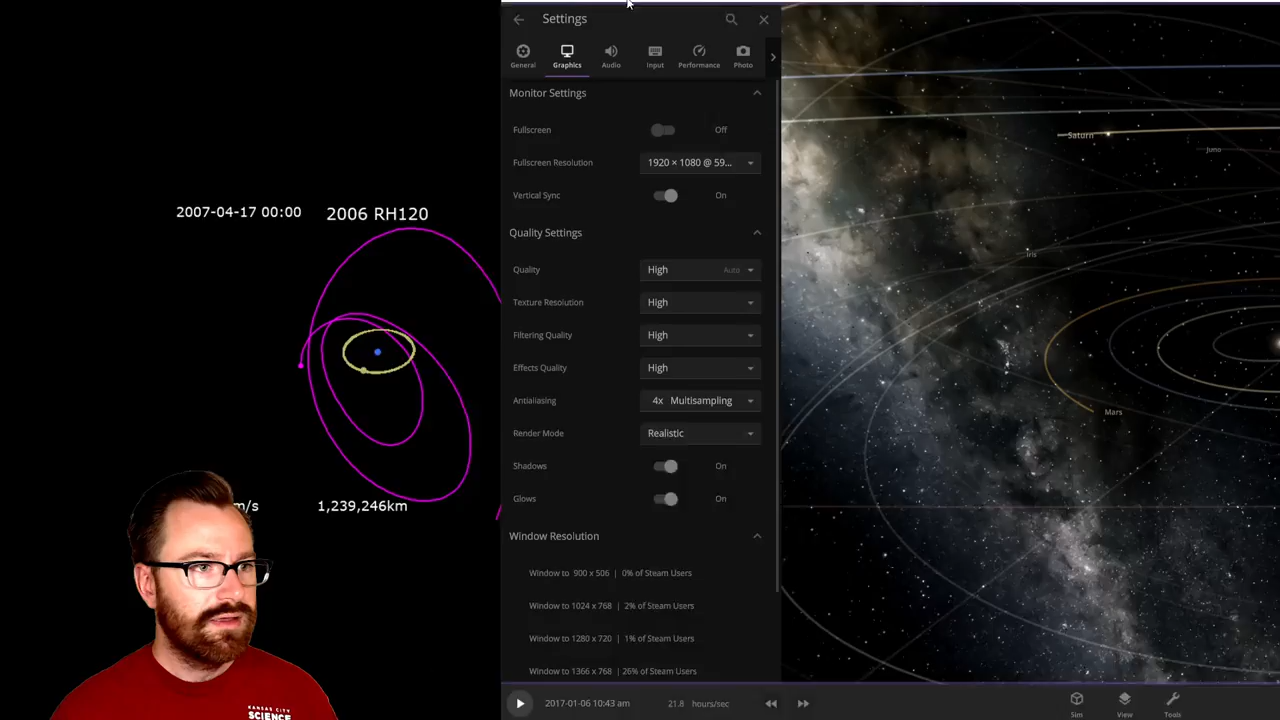 2007-04-17 00:00
2006 RH120
m/s
1,239,246km
KANSAS CITY
SCIENCE
Settings
General
Graphics
Audio
Input
Performance
Photo
Monitor Settings
Fullscreen
Off
Fullscreen Resolution
1920 × 1080 @ 59...
Vertical Sync
On
Quality Settings
Quality
High
Auto
Texture Resolution
High
Filtering Quality
High
Effects Quality
High
Antialiasing
4x Multisampling
Render Mode
Realistic
Shadows
On
Glows
On
Window Resolution
Window to 900 x 506 | 0% of Steam Users
Window to 1024 x 768 | 2% of Steam Users
Window to 1280 x 720 | 1% of Steam Users
Window to 1366 x 768 | 26% of Steam Users
2017-01-06 10:43 am
21.8 hours/sec
Saturn
Juno
Iris
Mars
Sim
View
Tools